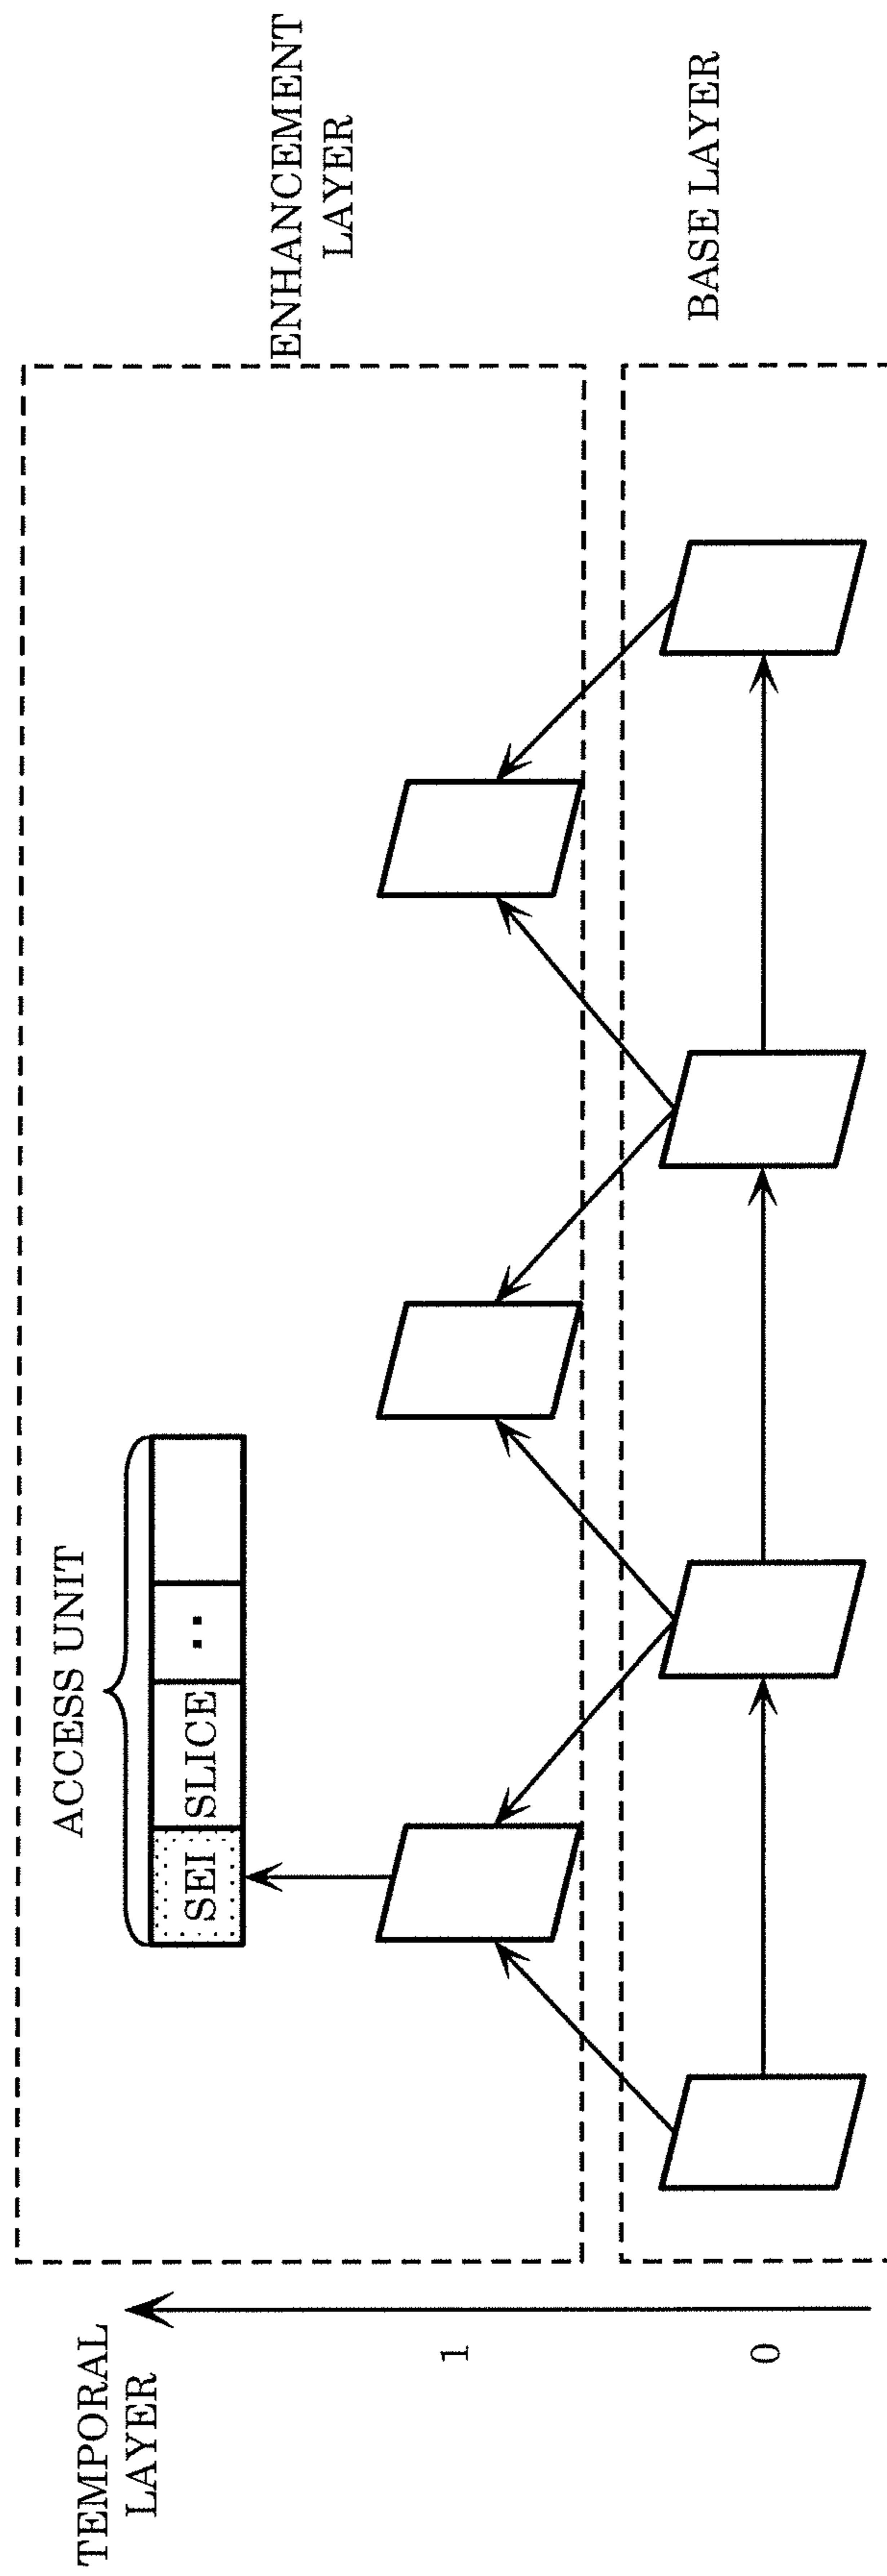 TEMPORAL
LAYER
1
0
ACCESS UNIT
SEI
SLICE
..
ENHANCEMENT
LAYER
BASE LAYER